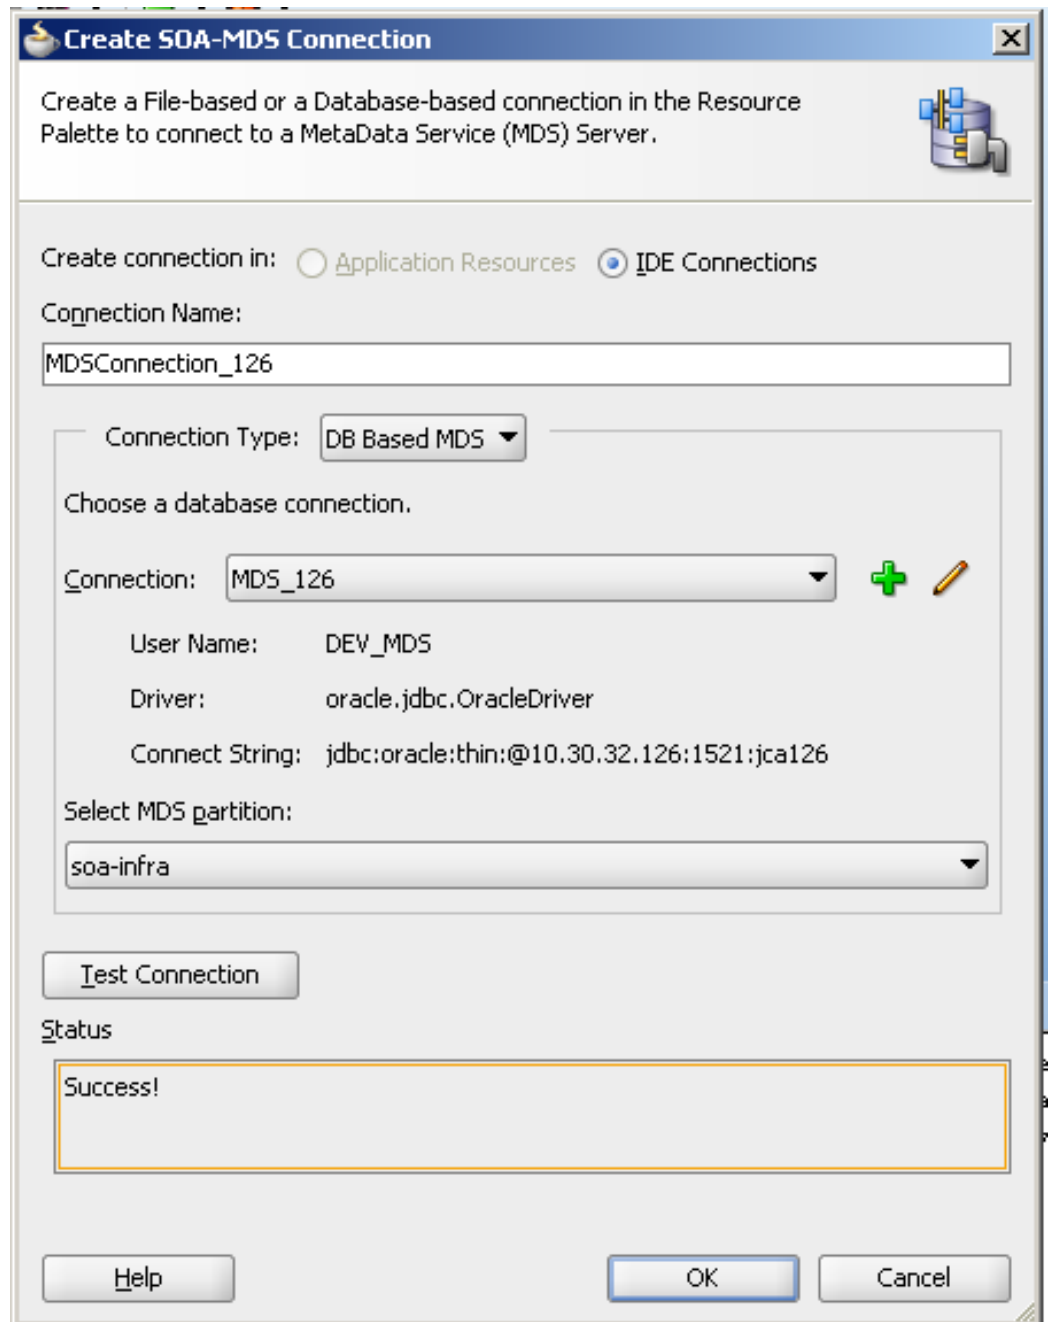 Create SOA-MDS Connection
Create a File-based or a Database-based connection in the Resource
Palette to connect to a MetaData Service (MDS) Server.
Create connection in: Application Resources IDE Connections
Connection Name:
MDSConnection_126
Connection Type: DB Based MDS
Choose a database connection.
Connection: MDS_126
User Name: DEV_MDS
Driver: oracle.jdbc.OracleDriver
Connect String: jdbc:oracle:thin:@10.30.32.126:1521:jca126
Select MDS partition:
soa-infra
Test Connection
Status
Success!
Help OK Cancel